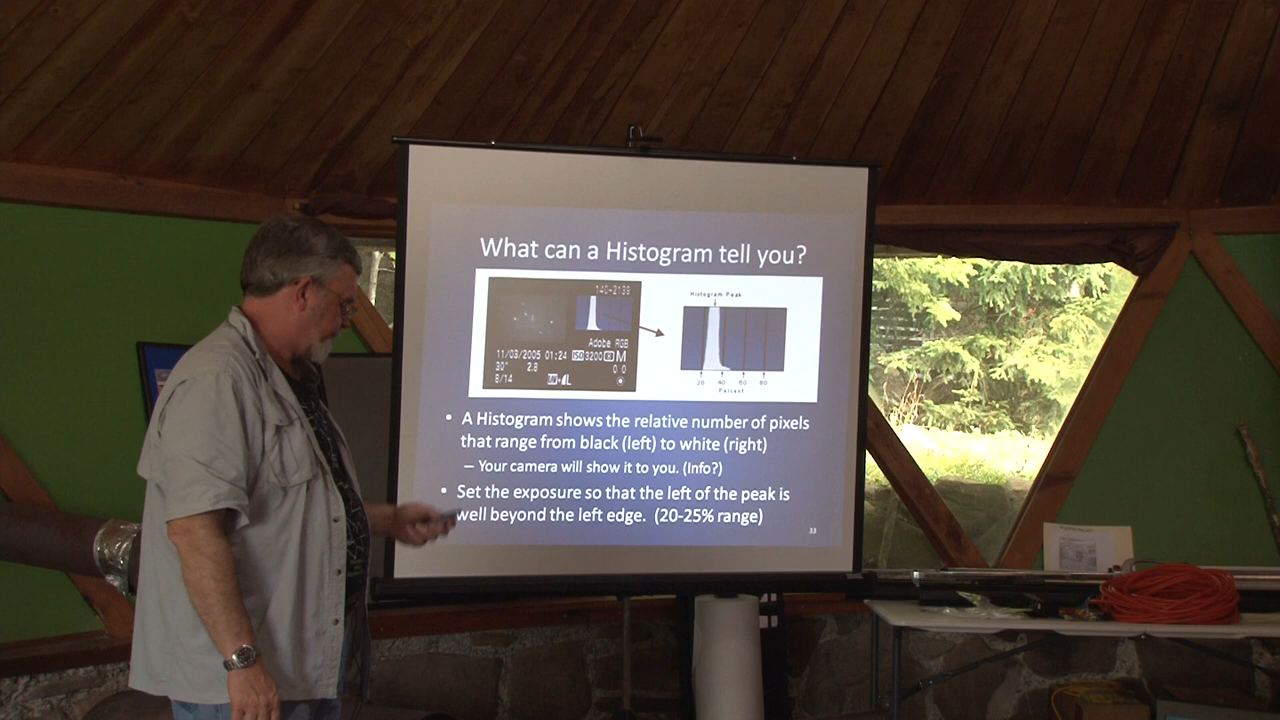 What can a Histogram tell you?
140-2138
Adobe RGB
11/03/2005 01:24 ISO 3200 M
30" 2.8 0 0
8/14 L
Histogram Peak
20 40 60 80
Percent
• A Histogram shows the relative number of pixels
that range from black (left) to white (right)
– Your camera will show it to you. (Info?)
• Set the exposure so that the left of the peak is
well beyond the left edge. (20-25% range)
33